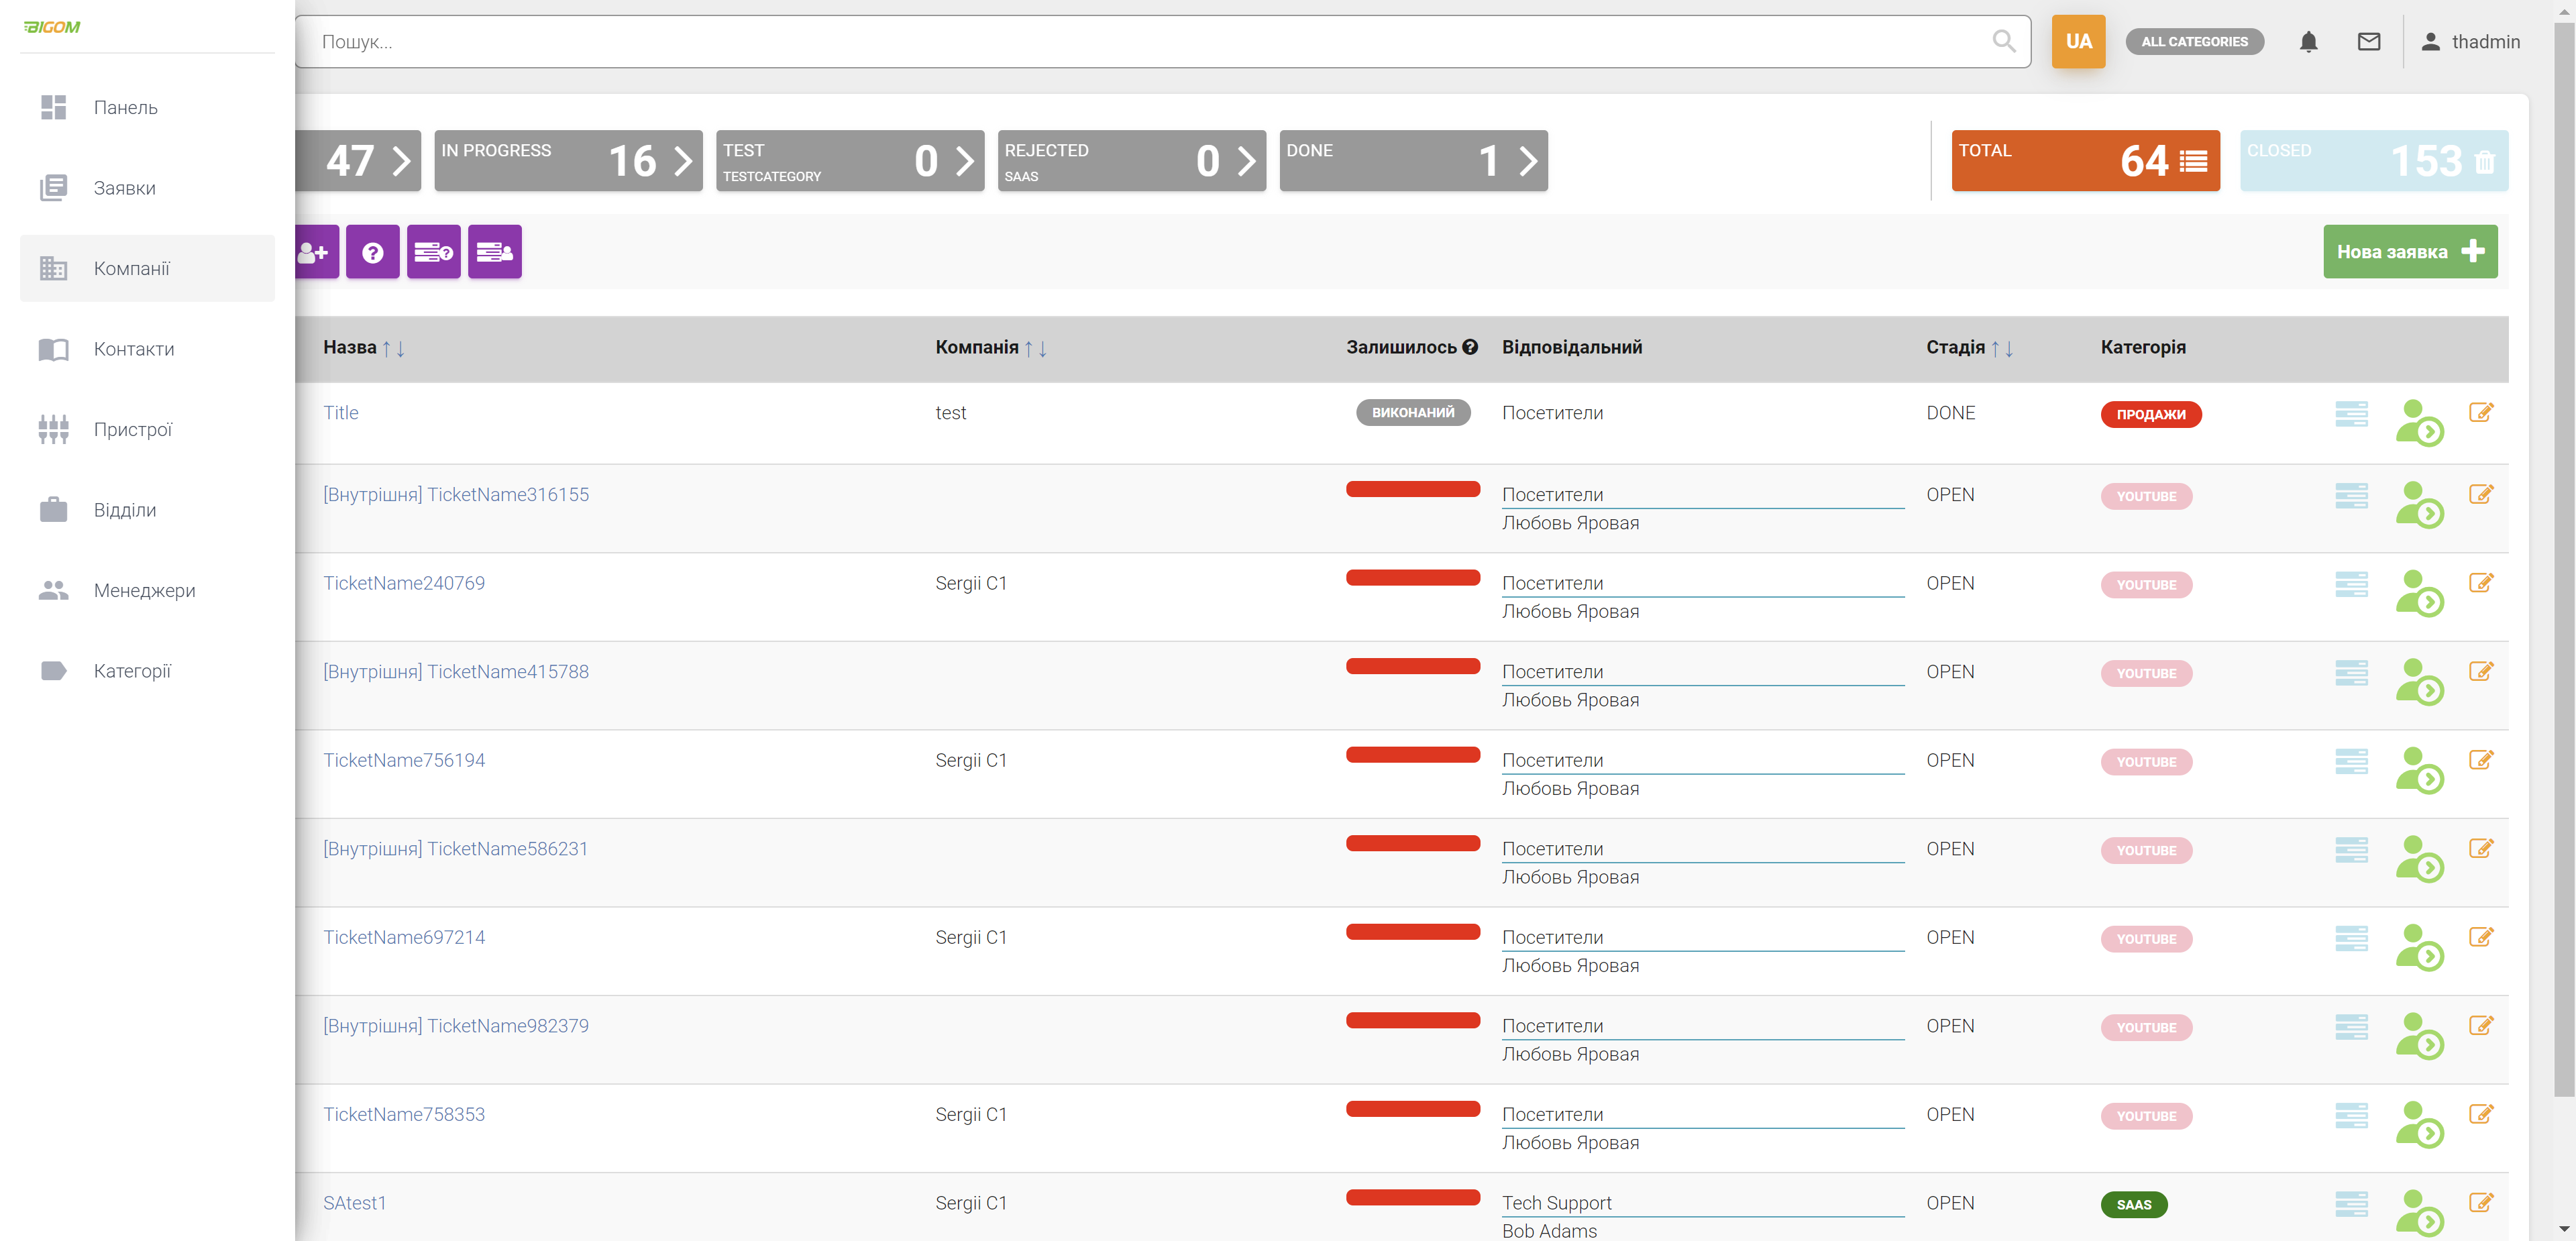 BIGOM
Пошук...
UA
ALL CATEGORIES
thadmin
Панель
Заявки
Компанії
Контакти
Пристрої
Відділи
Менеджери
Категорії
47
IN PROGRESS 16
TEST 0
TESTCATEGORY
REJECTED 0
SAAS
DONE 1
TOTAL 64
CLOSED 153
Нова заявка
Назва Компанія Залишилось Відповідальний Стадія Категорія
Title test ВИКОНАНИЙ Посетители DONE ПРОДАЖИ
[Внутрішня] TicketName316155 Посетители OPEN YOUTUBE
Любовь Яровая
TicketName240769 Sergii C1 Посетители OPEN YOUTUBE
Любовь Яровая
[Внутрішня] TicketName415788 Посетители OPEN YOUTUBE
Любовь Яровая
TicketName756194 Sergii C1 Посетители OPEN YOUTUBE
Любовь Яровая
[Внутрішня] TicketName586231 Посетители OPEN YOUTUBE
Любовь Яровая
TicketName697214 Sergii C1 Посетители OPEN YOUTUBE
Любовь Яровая
[Внутрішня] TicketName982379 Посетители OPEN YOUTUBE
Любовь Яровая
TicketName758353 Sergii C1 Посетители OPEN YOUTUBE
Любовь Яровая
SAtest1 Sergii C1 Tech Support OPEN SAAS
Bob Adams